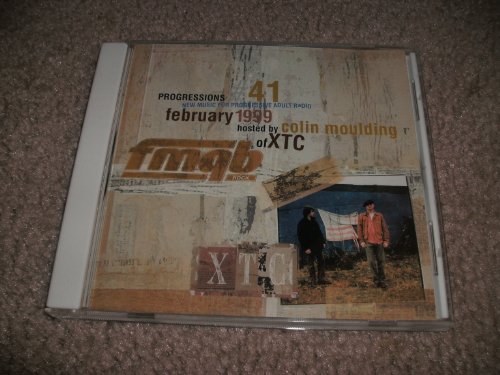 PROGRESSIONS 41
NEW MUSIC FOR PROGRESSIVE ADULT RADIO
february 1999
hosted by colin moulding
of XTC
fmqb
XTC